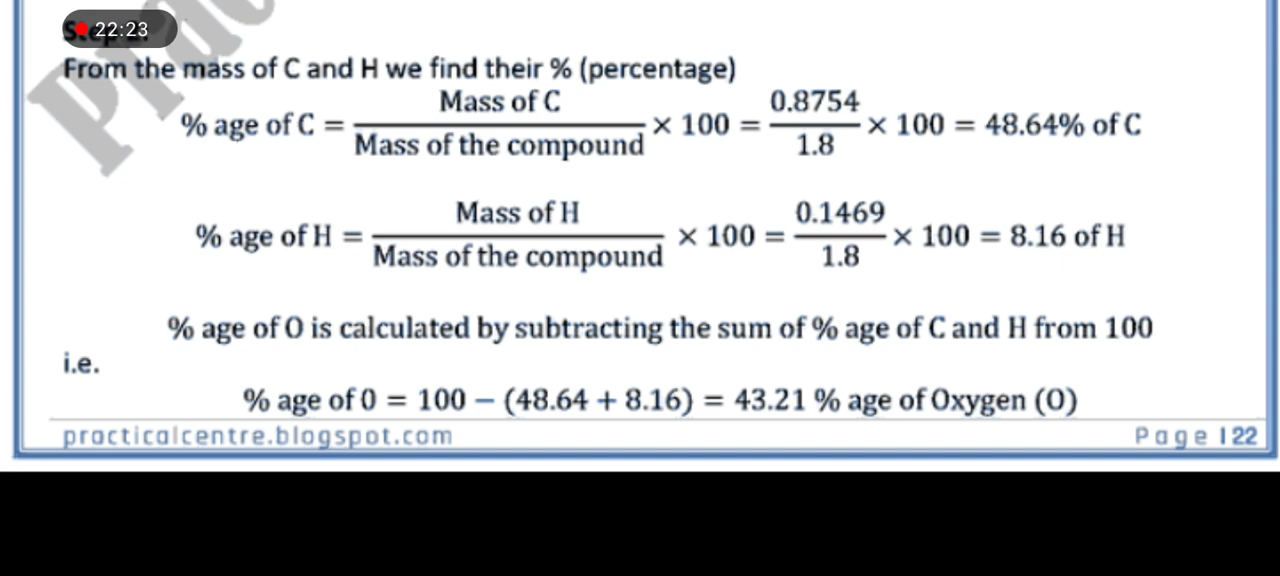 22:23
From the mass of C and H we find their % (percentage)
% age of C = Mass of C / Mass of the compound × 100 = 0.8754 / 1.8 × 100 = 48.64% of C
% age of H = Mass of H / Mass of the compound × 100 = 0.1469 / 1.8 × 100 = 8.16 of H
% age of O is calculated by subtracting the sum of % age of C and H from 100
i.e.
% age of 0 = 100 − (48.64 + 8.16) = 43.21 % age of Oxygen (O)
practicalcentre.blogspot.com Page | 22